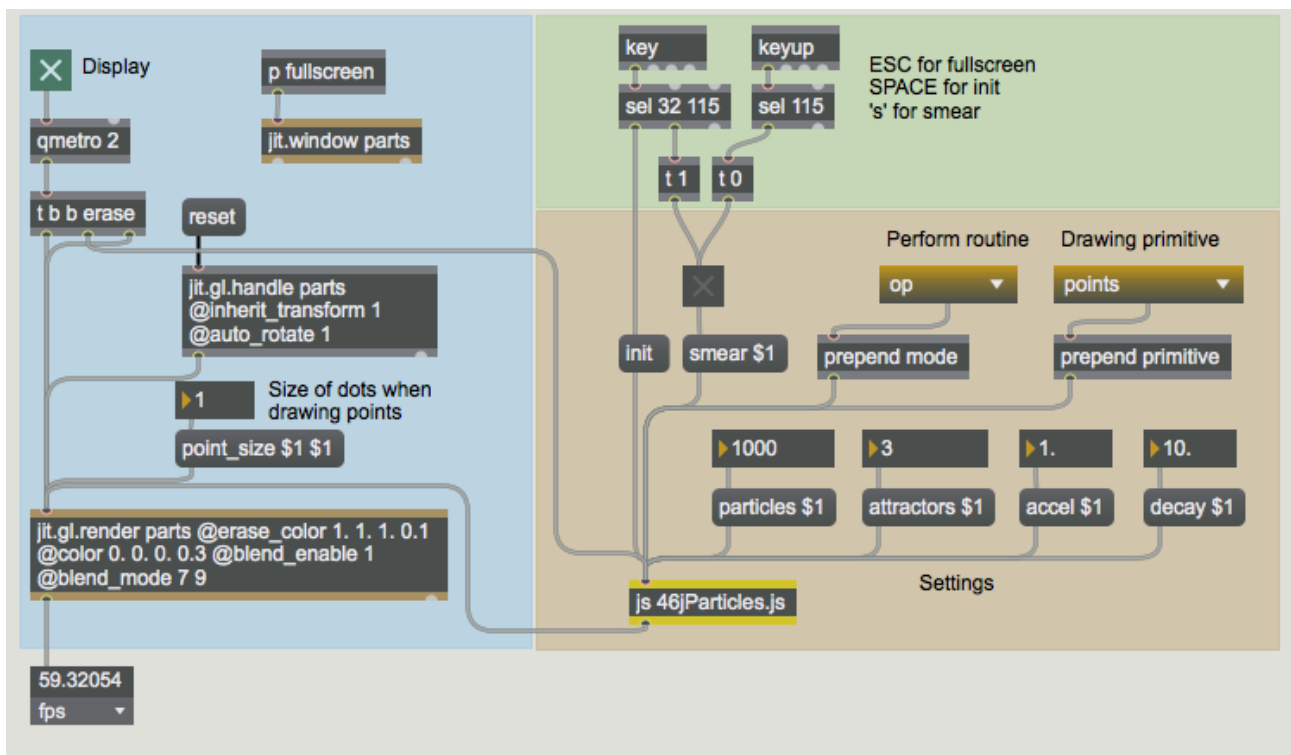 Display
p fullscreen
qmetro 2
jit.window parts
t b b erase
reset
jit.gl.handle parts
@inherit_transform 1
@auto_rotate 1
1
Size of dots when
drawing points
point_size $1 $1
jit.gl.render parts @erase_color 1. 1. 1. 0.1
@color 0. 0. 0. 0.3 @blend_enable 1
@blend_mode 7 9
59.32054
fps
key
keyup
ESC for fullscreen
SPACE for init
's' for smear
sel 32 115
sel 115
t 1
t 0
Perform routine
Drawing primitive
op
points
init
smear $1
prepend mode
prepend primitive
1000
3
1.
10.
particles $1
attractors $1
accel $1
decay $1
Settings
js 46jParticles.js